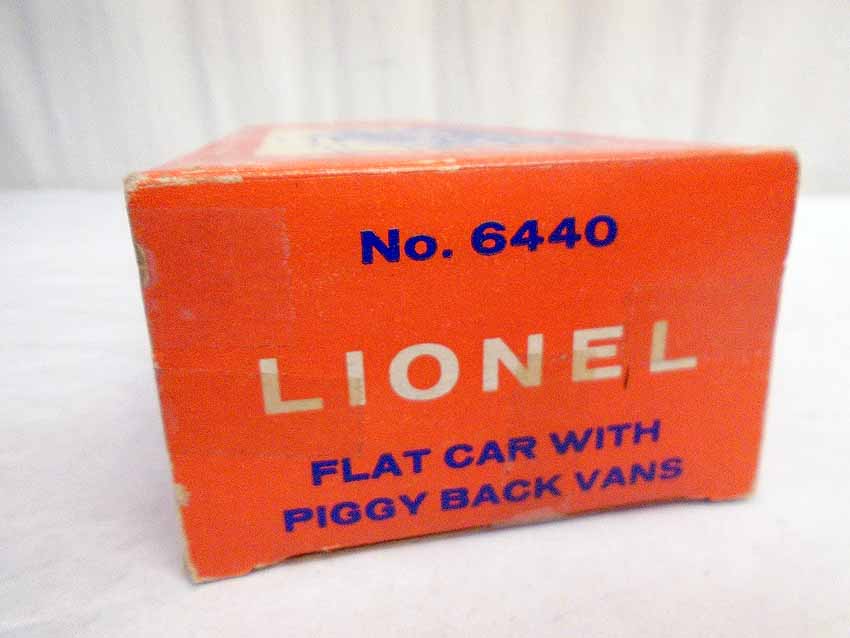 No. 6440
LIONEL
FLAT CAR WITH
PIGGY BACK VANS